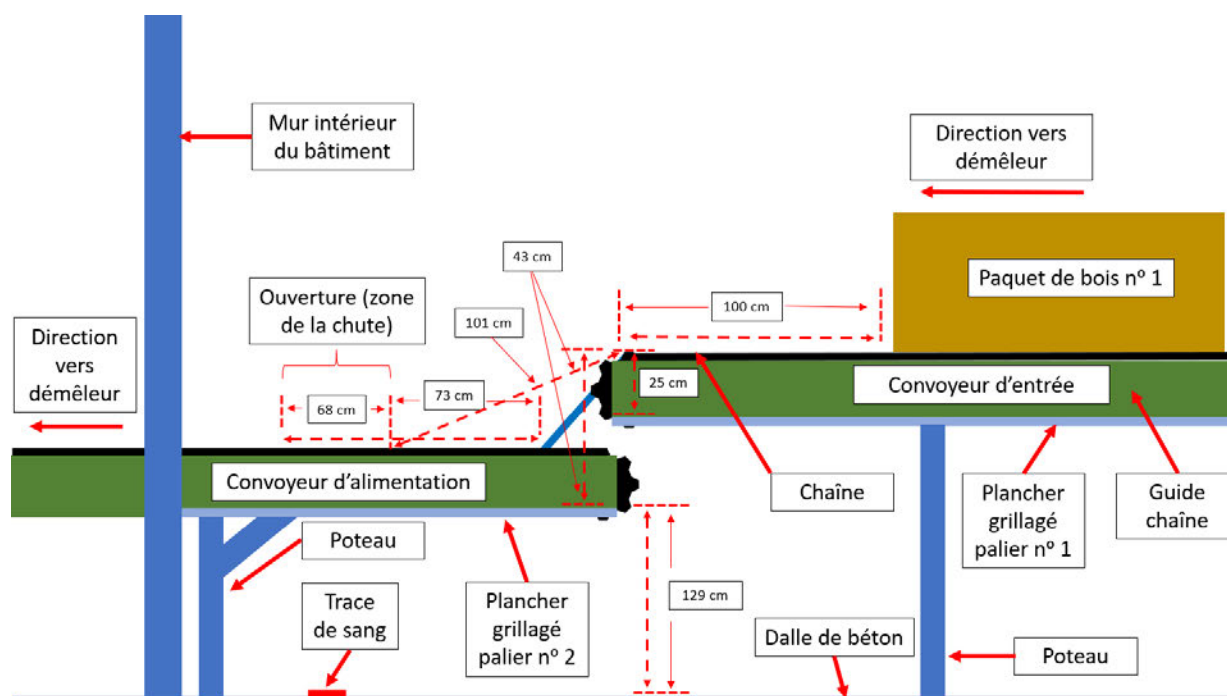 Mur intérieur
du bâtiment
Direction vers
démêleur
43 cm
Paquet de bois nº 1
Ouverture (zone
de la chute)
100 cm
101 cm
Direction
vers
démêleur
25 cm
Convoyeur d'entrée
73 cm
68 cm
Convoyeur d'alimentation
Chaîne
Plancher
grillagé
palier nº 1
Guide
chaîne
Poteau
Trace
de sang
Plancher
grillagé
palier nº 2
129 cm
Dalle de béton
Poteau